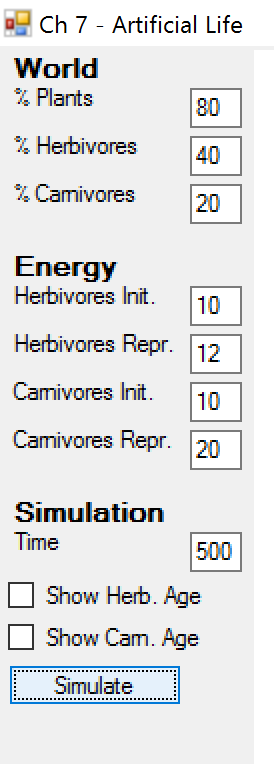 Ch 7 - Artificial Life
World
% Plants 80
% Herbivores 40
% Carnivores 20
Energy
Herbivores Init. 10
Herbivores Repr. 12
Carnivores Init. 10
Carnivores Repr. 20
Simulation
Time 500
Show Herb. Age
Show Carn. Age
Simulate